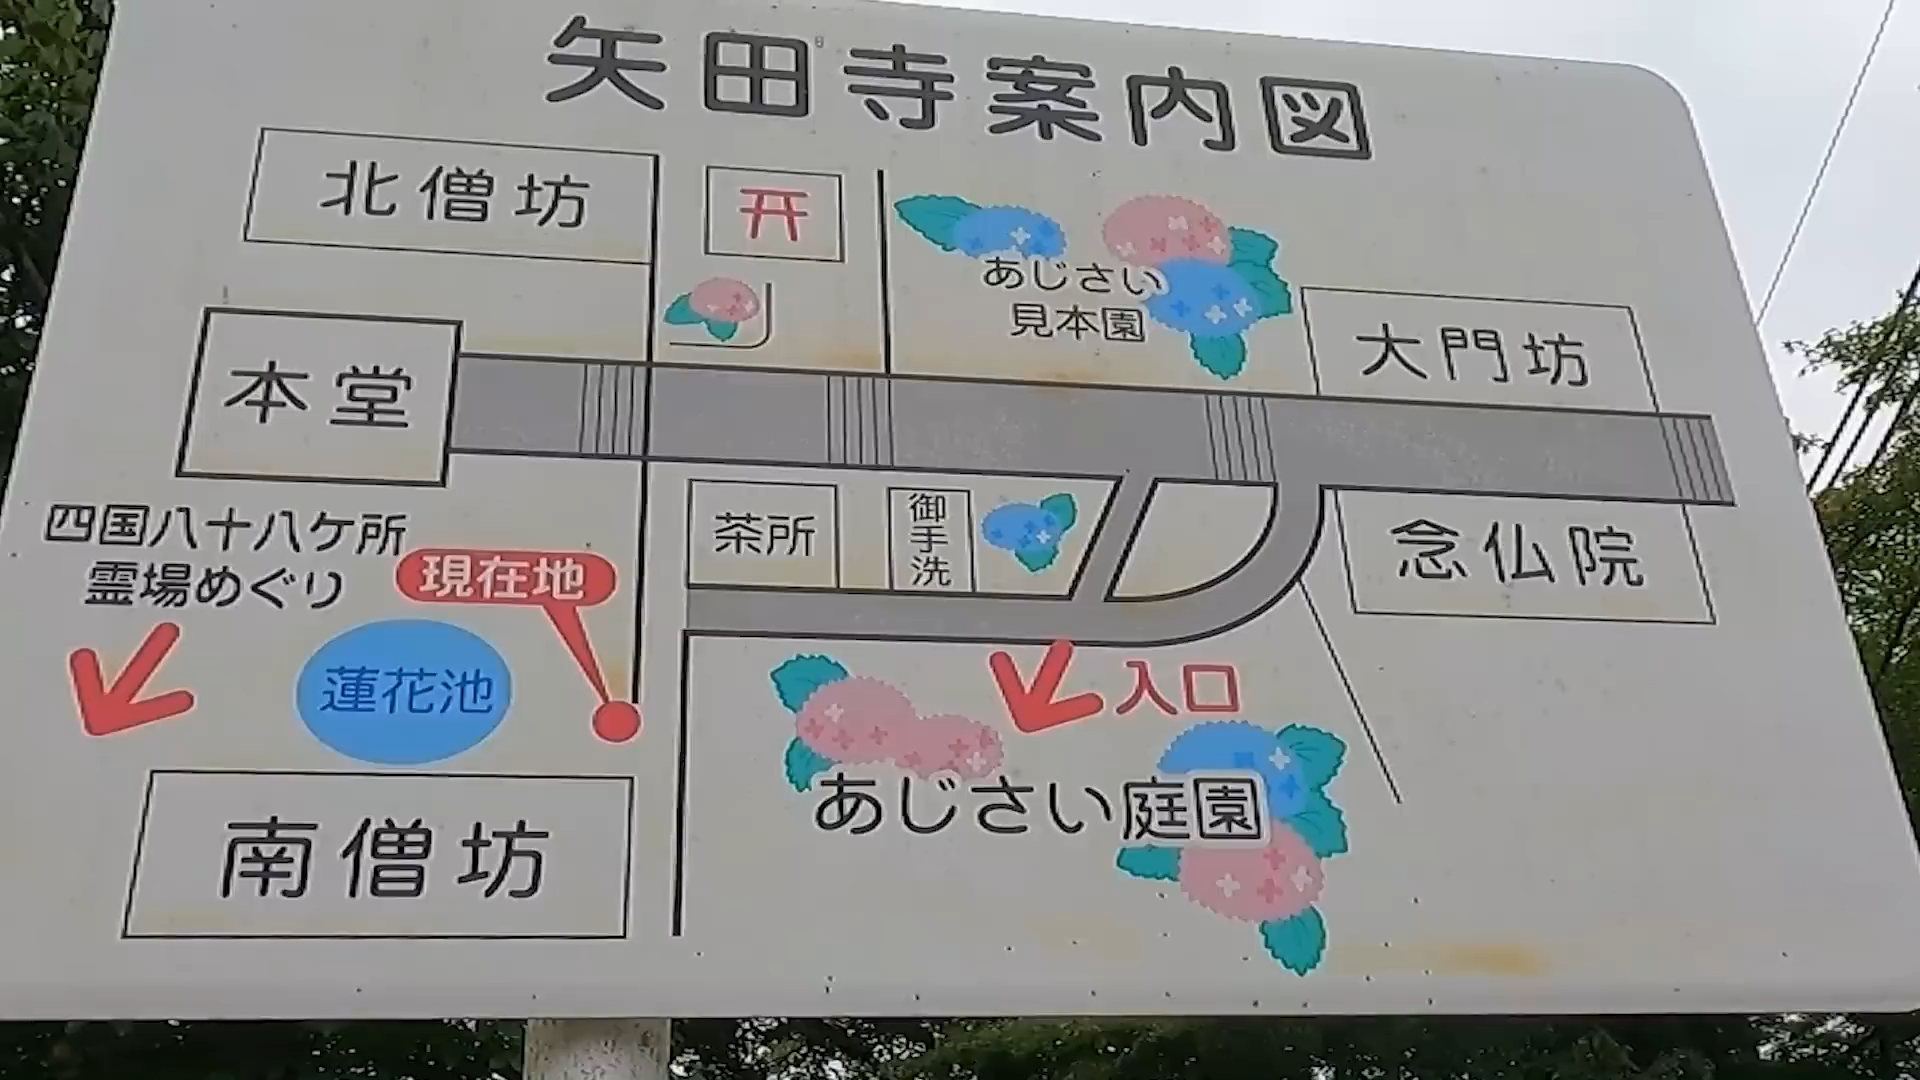 矢田寺案内図
北僧坊
あじさい
見本園
大門坊
本堂
四国八十八ケ所
霊場めぐり
現在地
茶所
御手洗
念仏院
蓮花池
入口
あじさい庭園
南僧坊